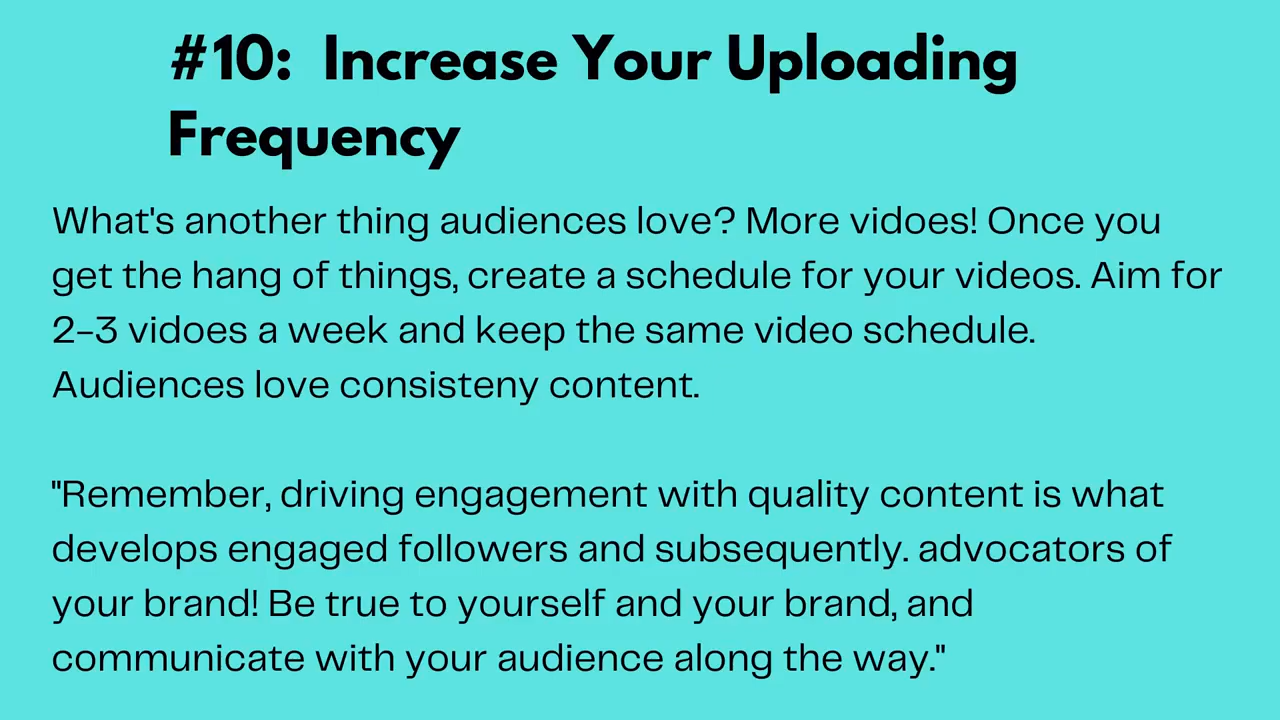 #10:  Increase Your Uploading
Frequency
What's another thing audiences love? More vidoes! Once you
get the hang of things, create a schedule for your videos. Aim for
2-3 vidoes a week and keep the same video schedule.
Audiences love consisteny content.
"Remember, driving engagement with quality content is what
develops engaged followers and subsequently. advocators of
your brand! Be true to yourself and your brand, and
communicate with your audience along the way."